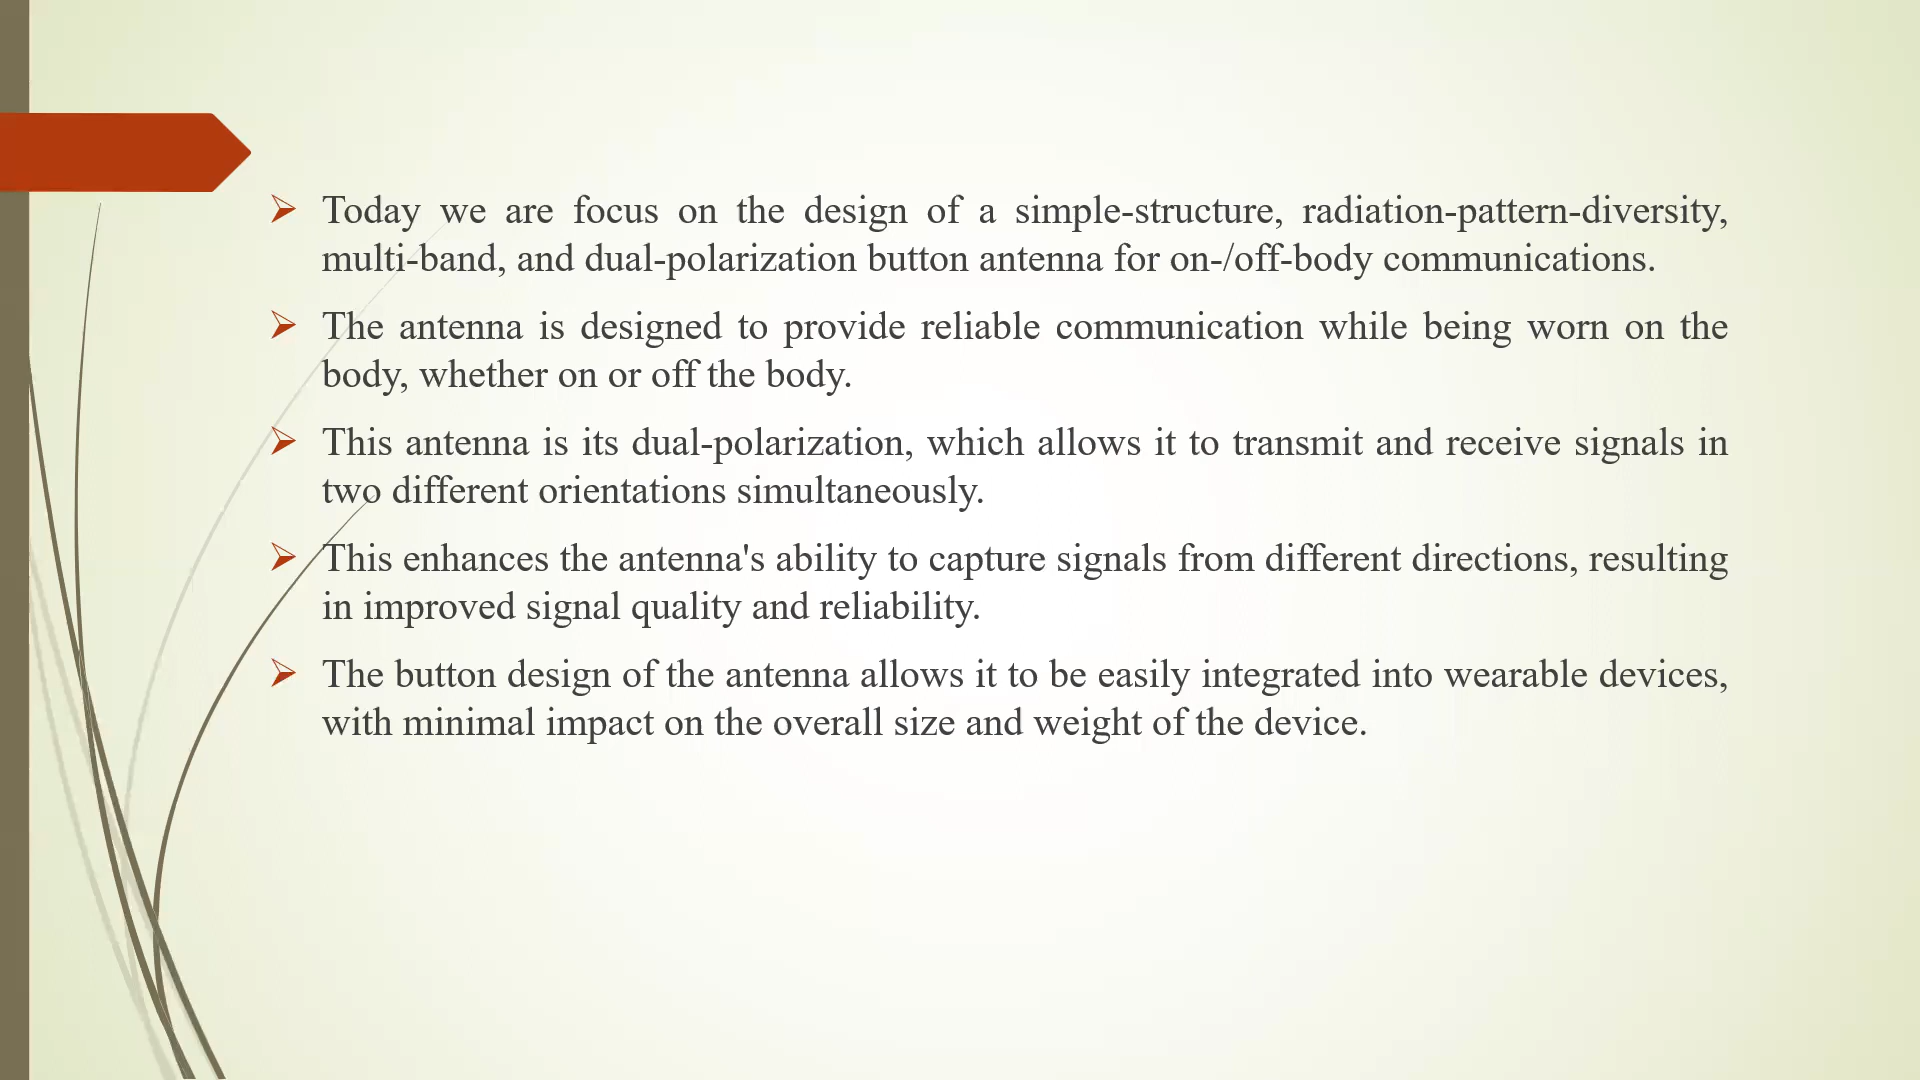 Today we are focus on the design of a simple-structure, radiation-pattern-diversity,
multi-band, and dual-polarization button antenna for on-/off-body communications.
The antenna is designed to provide reliable communication while being worn on the
body, whether on or off the body.
This antenna is its dual-polarization, which allows it to transmit and receive signals in
two different orientations simultaneously.
This enhances the antenna's ability to capture signals from different directions, resulting
in improved signal quality and reliability.
The button design of the antenna allows it to be easily integrated into wearable devices,
with minimal impact on the overall size and weight of the device.